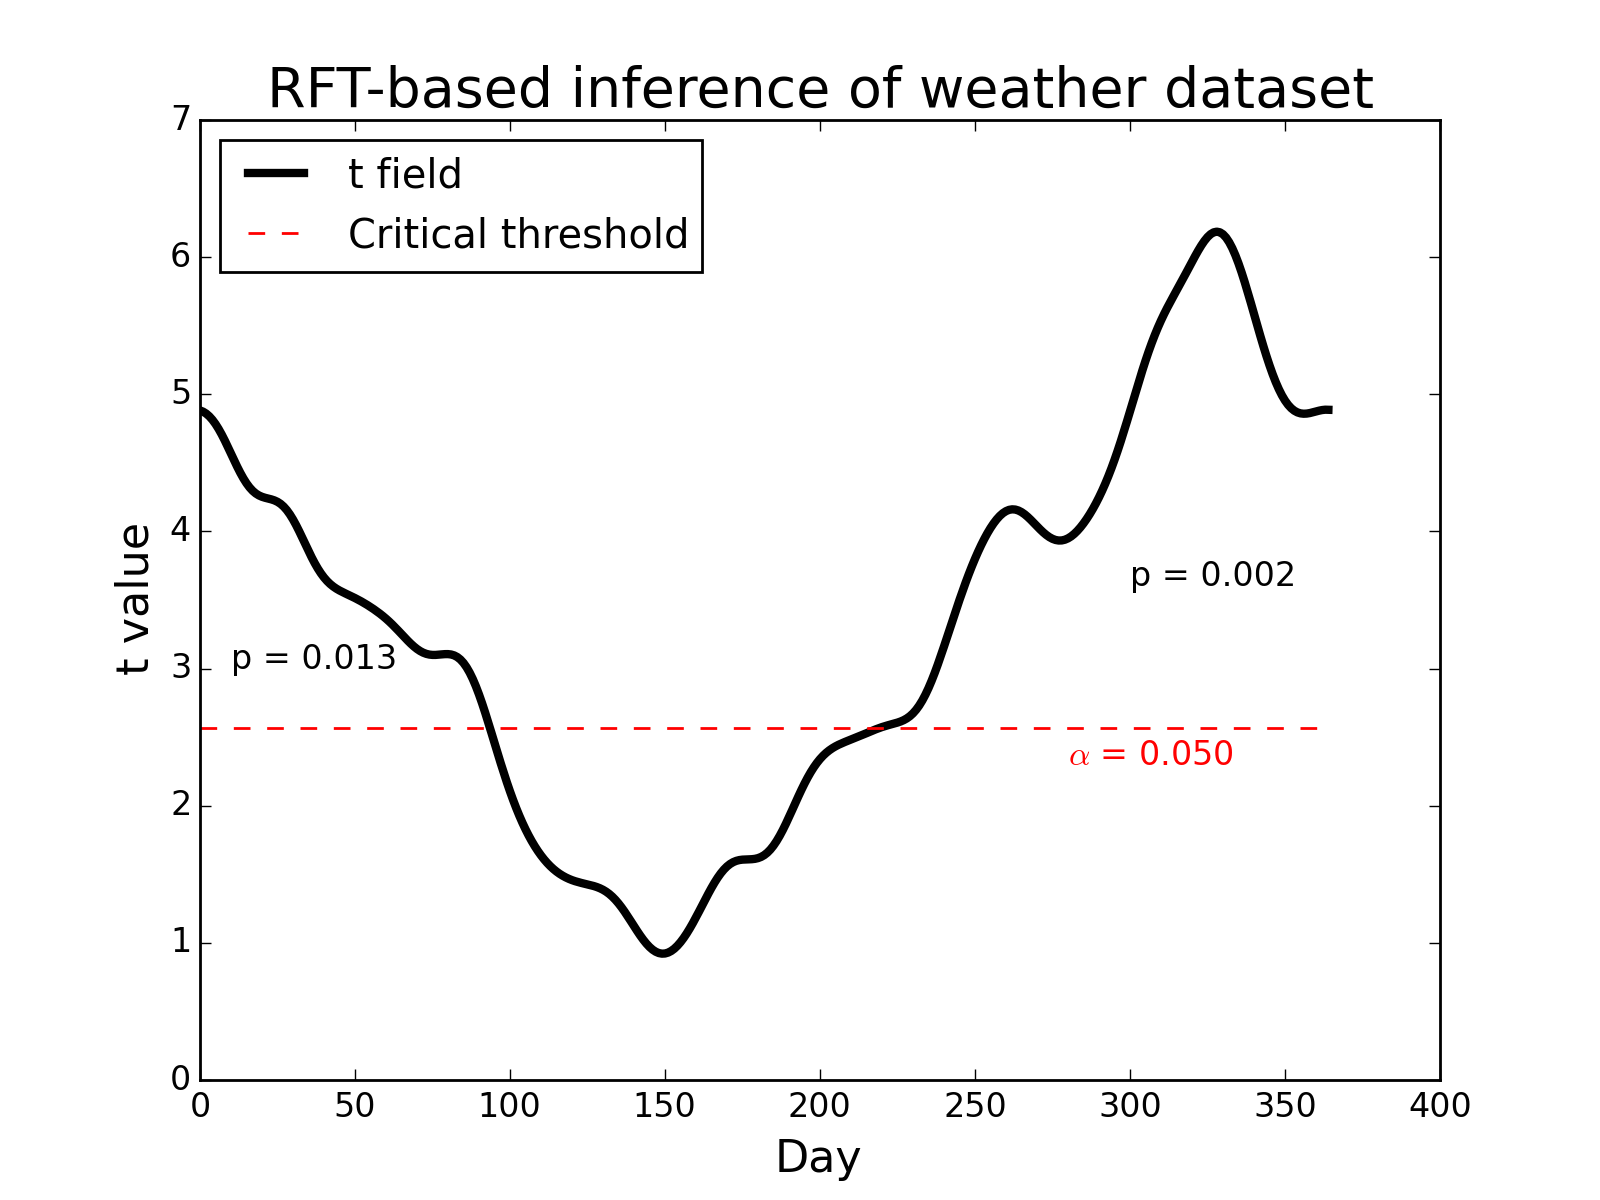 RFT-based inference of weather dataset
t field
Critical threshold
7
6
5
4
3
2
1
0
t value
p = 0.013
p = 0.002
α = 0.050
0 50 100 150 200 250 300 350 400
Day